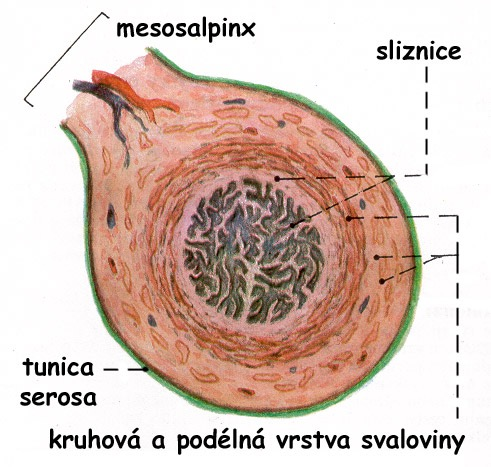 mesosalpinx
sliznice
tunica
serosa
kruhová a podélná vrstva svaloviny